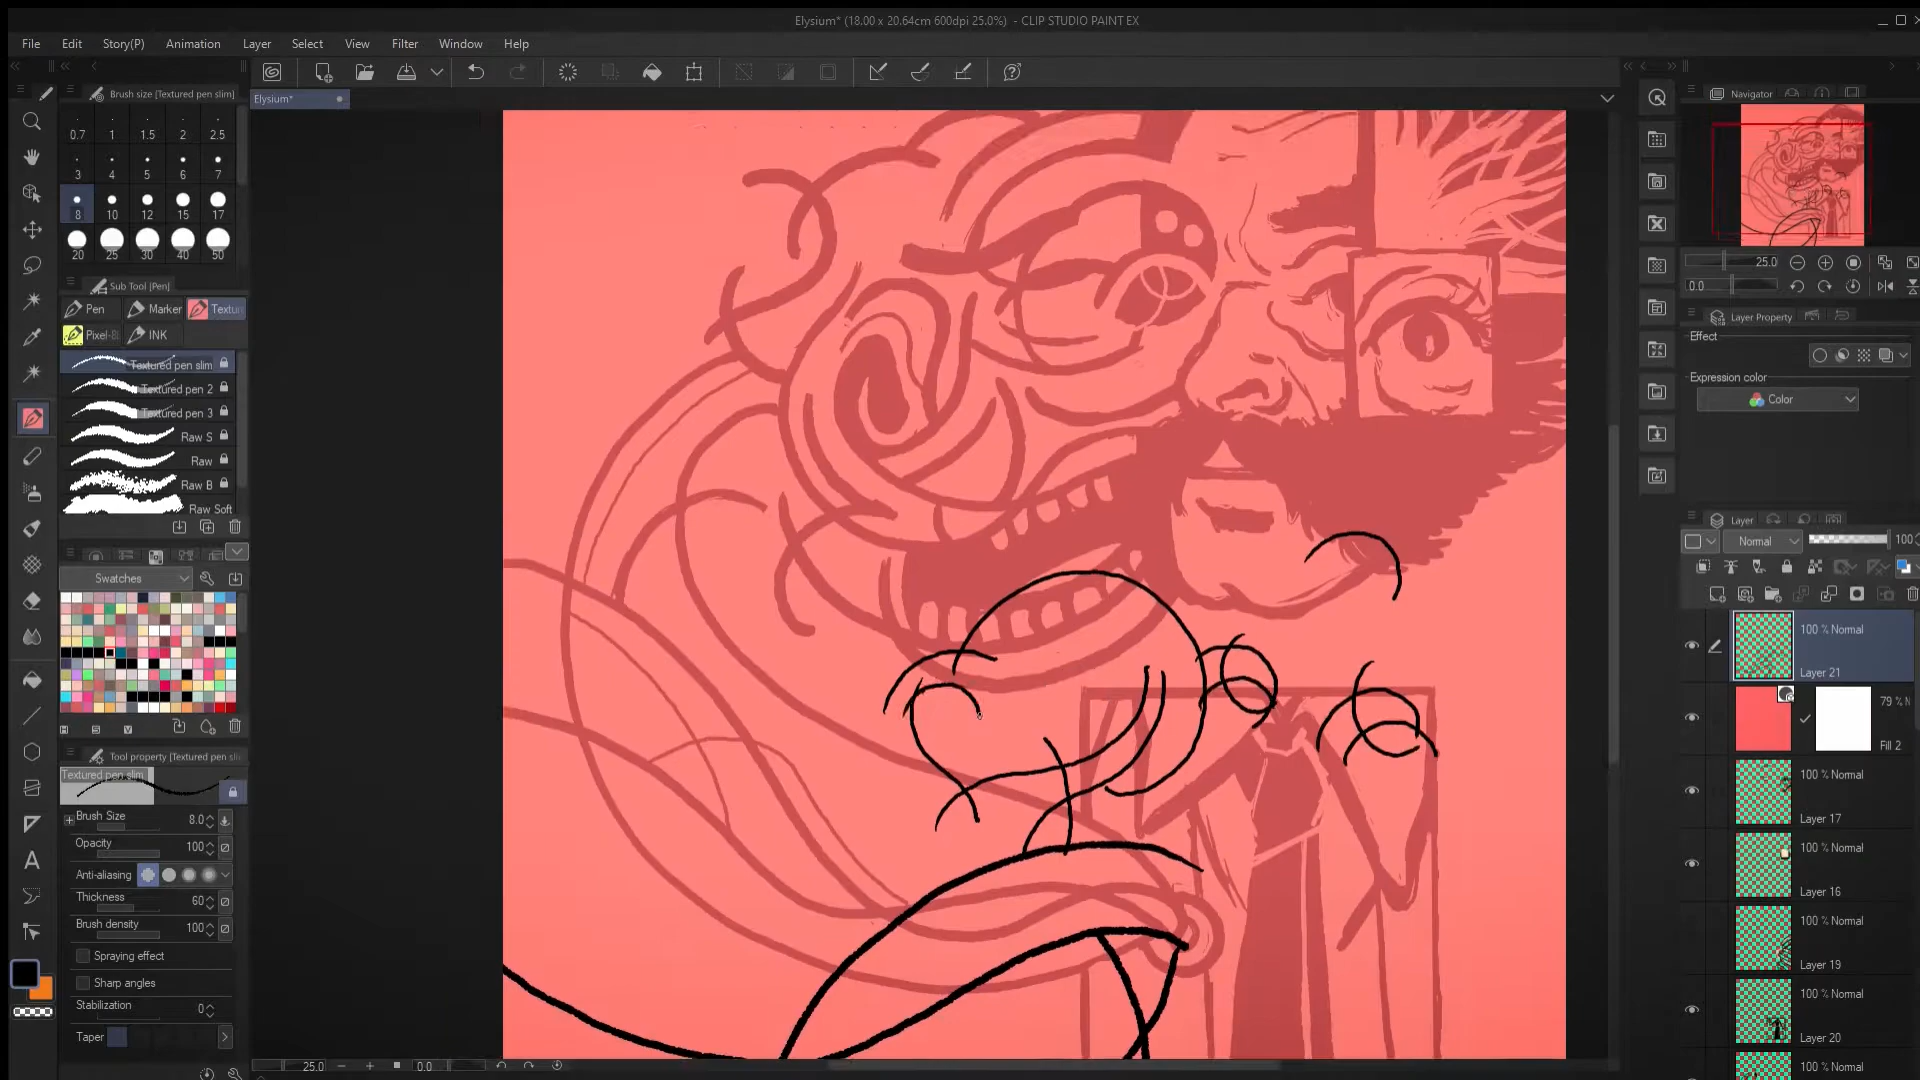 Elysium* (18.00 x 20.64cm 600dpi 25.0%) - CLIP STUDIO PAINT EX
File Edit Story(P) Animation Layer Select View Filter Window Help
Brush size [Textured pen slim]
Elysium*
Navigator
0.7 1 1.5 2 2.5
3 4 5 6 7
8 10 12 15 17
20 25 30 40 50
25.0
0.0
Sub Tool [Pen]
Pen Marker Textu
Pixel-8 INK
Layer Property
Effect
Textured pen slim
Textured pen 2
Textured pen 3
Raw S
Raw
Raw B
Raw Soft
Expression color
Color
Layer
Normal 100
Swatches
100 % Normal
Layer 21
79 % N
Fill 2
100 % Normal
Layer 17
100 % Normal
Layer 16
100 % Normal
Layer 19
100 % Normal
Layer 20
100 % Normal
Tool property [Textured pen sli
Textured pen slim
Brush Size 8.0
Opacity 100
Anti-aliasing
Thickness 60
Brush density 100
Spraying effect
Sharp angles
Stabilization 0
Taper
25.0 0.0